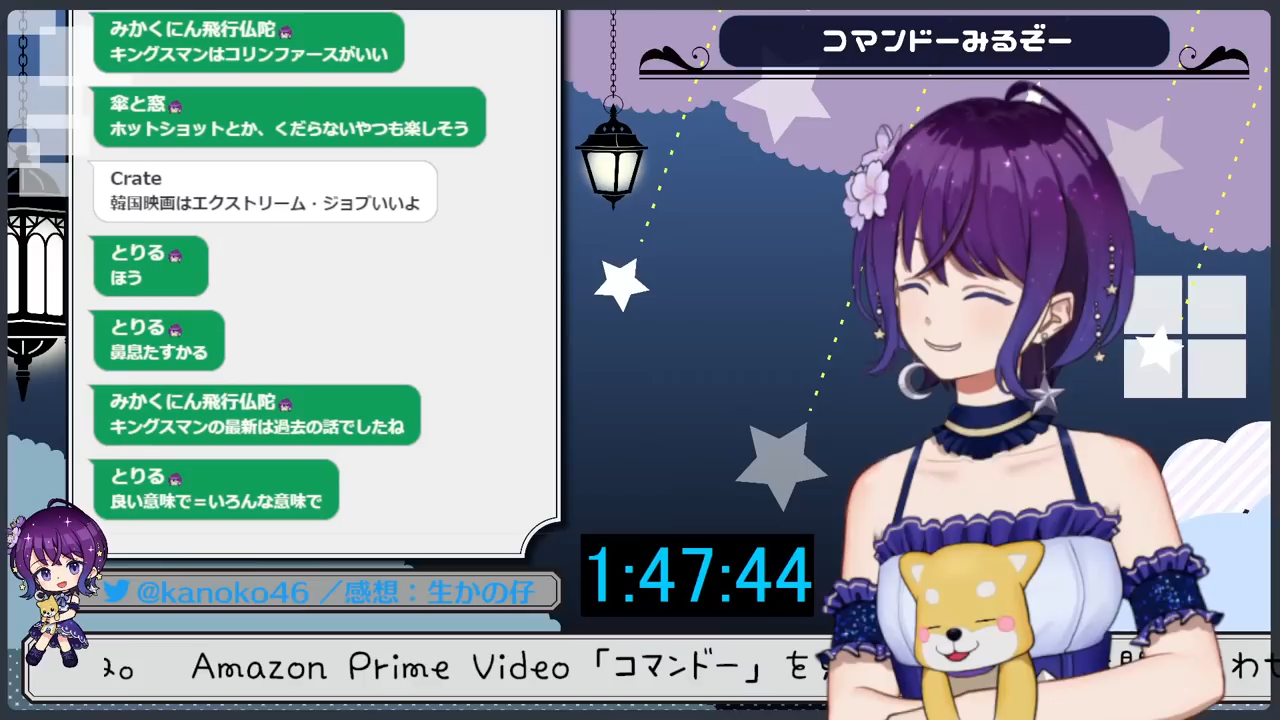 みかくにん飛行仏陀
キングスマンはコリンファースがいい
傘と窓
ホットショットとか、くだらないやつも楽しそう
Crate
韓国映画はエクストリーム・ジョブいいよ
とりる
ほう
とりる
鼻息たすかる
みかくにん飛行仏陀
キングスマンの最新は過去の話でしたね
とりる
良い意味で＝いろんな意味で
コマンドーみるぞー
1:47:44
@kanoko46 ／感想：生かの仔
。 Amazon Prime Video「コマンドー」を
わせ